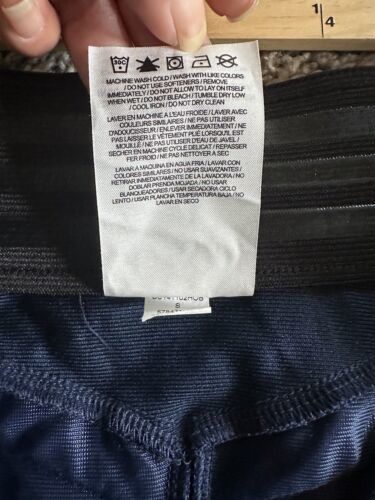 1
4
30C
MACHINE WASH COLD / WASH WITH LIKE COLORS
/ DO NOT USE SOFTENERS / REMOVE
IMMEDIATELY / DO NOT ALLOW TO LAY ON ITSELF
WHEN WET / DO NOT BLEACH / TUMBLE DRY LOW
/ COOL IRON / DO NOT DRY CLEAN
LAVER EN MACHINE A L'EAU FROIDE / LAVER AVEC
COULEURS SIMILAIRES / NE PAS UTILISER
D'ADOUCISSEUR / ENLEVER IMMÉDIATEMENT / NE
PAS LAISSER LE VÊTEMENT PLIÉ LORSQU'IL EST
MOUILLÉ / NE PAS UTILISER D'EAU DE JAVEL /
SÉCHER EN MACHINE CYCLE DÉLICAT / REPASSER
FER FROID / NE PAS NETTOYER A SEC
LAVAR A MAQUINA EN AGUA FRIA / LAVAR CON
COLORES SIMILARES / NO USAR SUAVIZANTES /
RETIRAR INMEDIATAMENTE DE LA LAVADORA / NO
DOBLAR PRENDA MOJADA / NO USAR
BLANQUEADORES / USAR SECADORA CICLO
LENTO / USAR PLANCHA TEMPERATURA BAJA / NO
LAVAR EN SECO
S